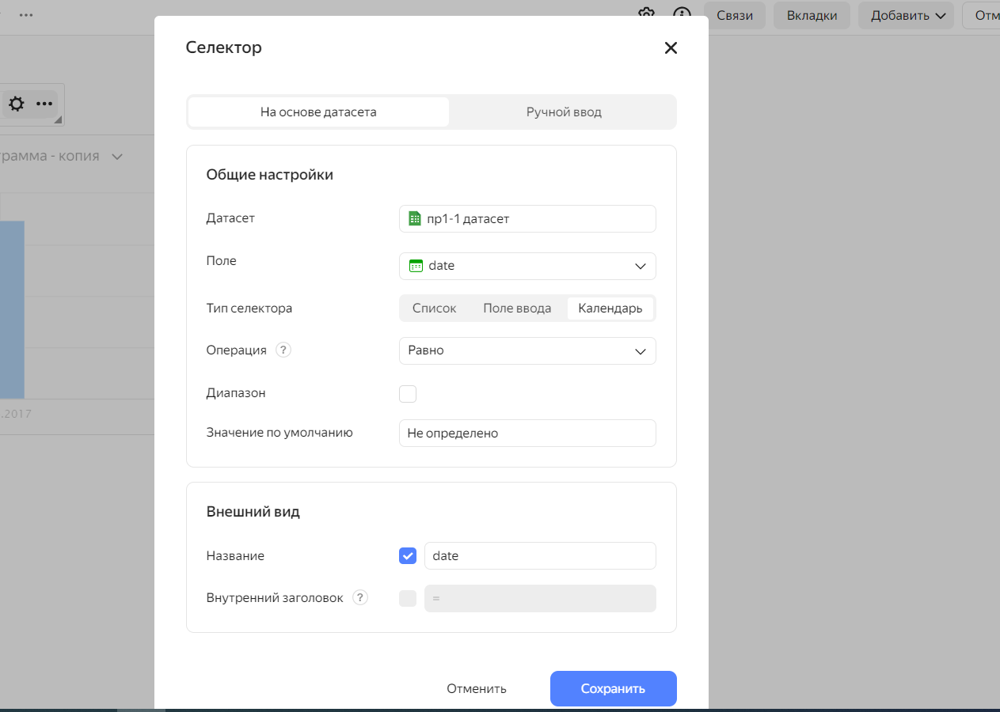 Связи
Вкладки
Добавить
Отм
Селектор
На основе датасета
Ручной ввод
грамма - копия
Общие настройки
Датасет
пр1-1 датасет
Поле
date
Тип селектора
Список
Поле ввода
Календарь
Операция ?
Равно
Диапазон
.2017
Значение по умолчанию
Не определено
Внешний вид
Название
date
Внутренний заголовок ?
=
Отменить
Сохранить